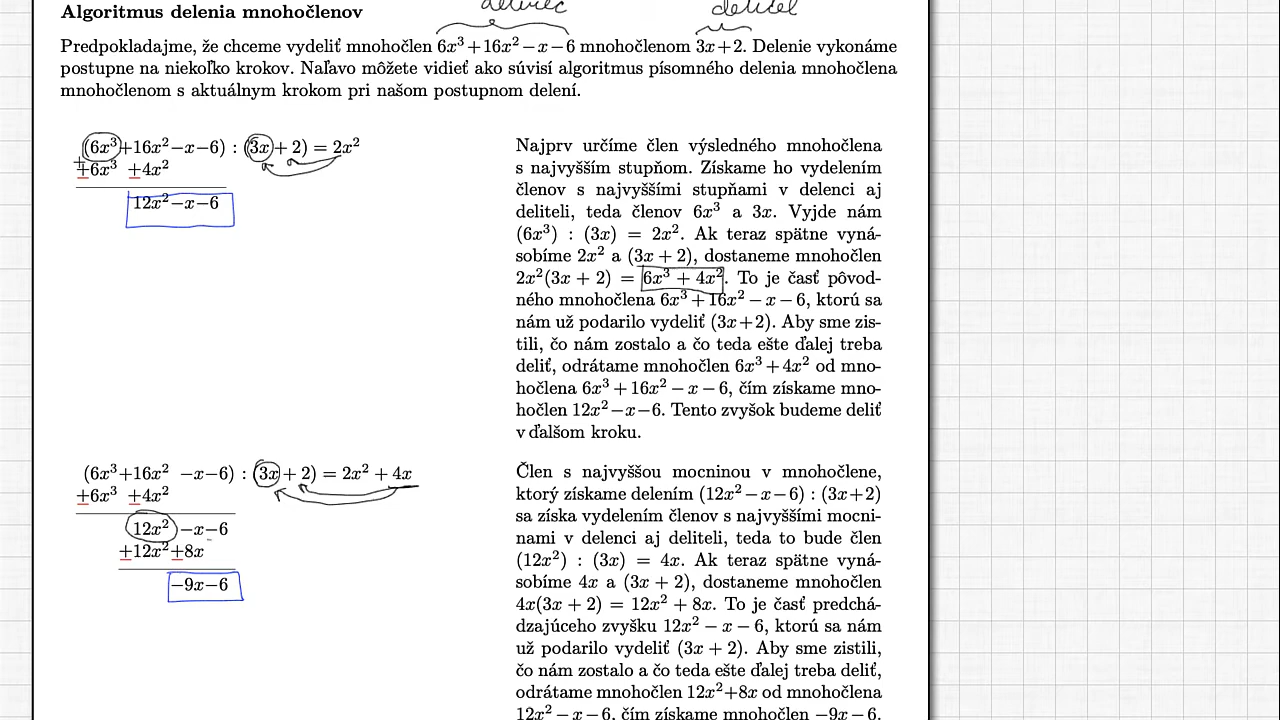 delenec delitel
Algoritmus delenia mnohočlenov
Predpokladajme, že chceme vydeliť mnohočlen 6x³+16x²−x−6 mnohočlenom 3x+2. Delenie vykonáme
postupne na niekoľko krokov. Naľavo môžete vidieť ako súvisí algoritmus písomného delenia mnohočlena
mnohočlenom s aktuálnym krokom pri našom postupnom delení.
(6x³+16x²−x−6) : (3x + 2) = 2x²
+6x³ +4x²
12x²−x−6
Najprv určíme člen výsledného mnohočlena
s najvyšším stupňom. Získame ho vydelením
členov s najvyššími stupňami v delenci aj
deliteli, teda členov 6x³ a 3x. Vyjde nám
(6x³) : (3x) = 2x². Ak teraz spätne vyná-
sobíme 2x² a (3x + 2), dostaneme mnohočlen
2x²(3x + 2) = 6x³ + 4x². To je časť pôvod-
ného mnohočlena 6x³ + 16x² − x − 6, ktorú sa
nám už podarilo vydeliť (3x+2). Aby sme zis-
tili, čo nám zostalo a čo teda ešte ďalej treba
deliť, odrátame mnohočlen 6x³ + 4x² od mno-
hočlena 6x³ + 16x² − x − 6, čím získame mno-
hočlen 12x²−x−6. Tento zvyšok budeme deliť
v ďalšom kroku.
(6x³+16x² −x−6) : (3x + 2) = 2x² + 4x
+6x³ +4x²
12x² −x−6
+12x²+8x
−9x−6
Člen s najvyššou mocninou v mnohočlene,
ktorý získame delením (12x² − x − 6) : (3x+2)
sa získa vydelením členov s najvyššími mocni-
nami v delenci aj deliteli, teda to bude člen
(12x²) : (3x) = 4x. Ak teraz spätne vyná-
sobíme 4x a (3x + 2), dostaneme mnohočlen
4x(3x + 2) = 12x² + 8x. To je časť predchá-
dzajúceho zvyšku 12x² − x − 6, ktorú sa nám
už podarilo vydeliť (3x + 2). Aby sme zistili,
čo nám zostalo a čo teda ešte ďalej treba deliť,
odrátame mnohočlen 12x²+8x od mnohočlena
12x² − x − 6, čím získame mnohočlen −9x − 6.